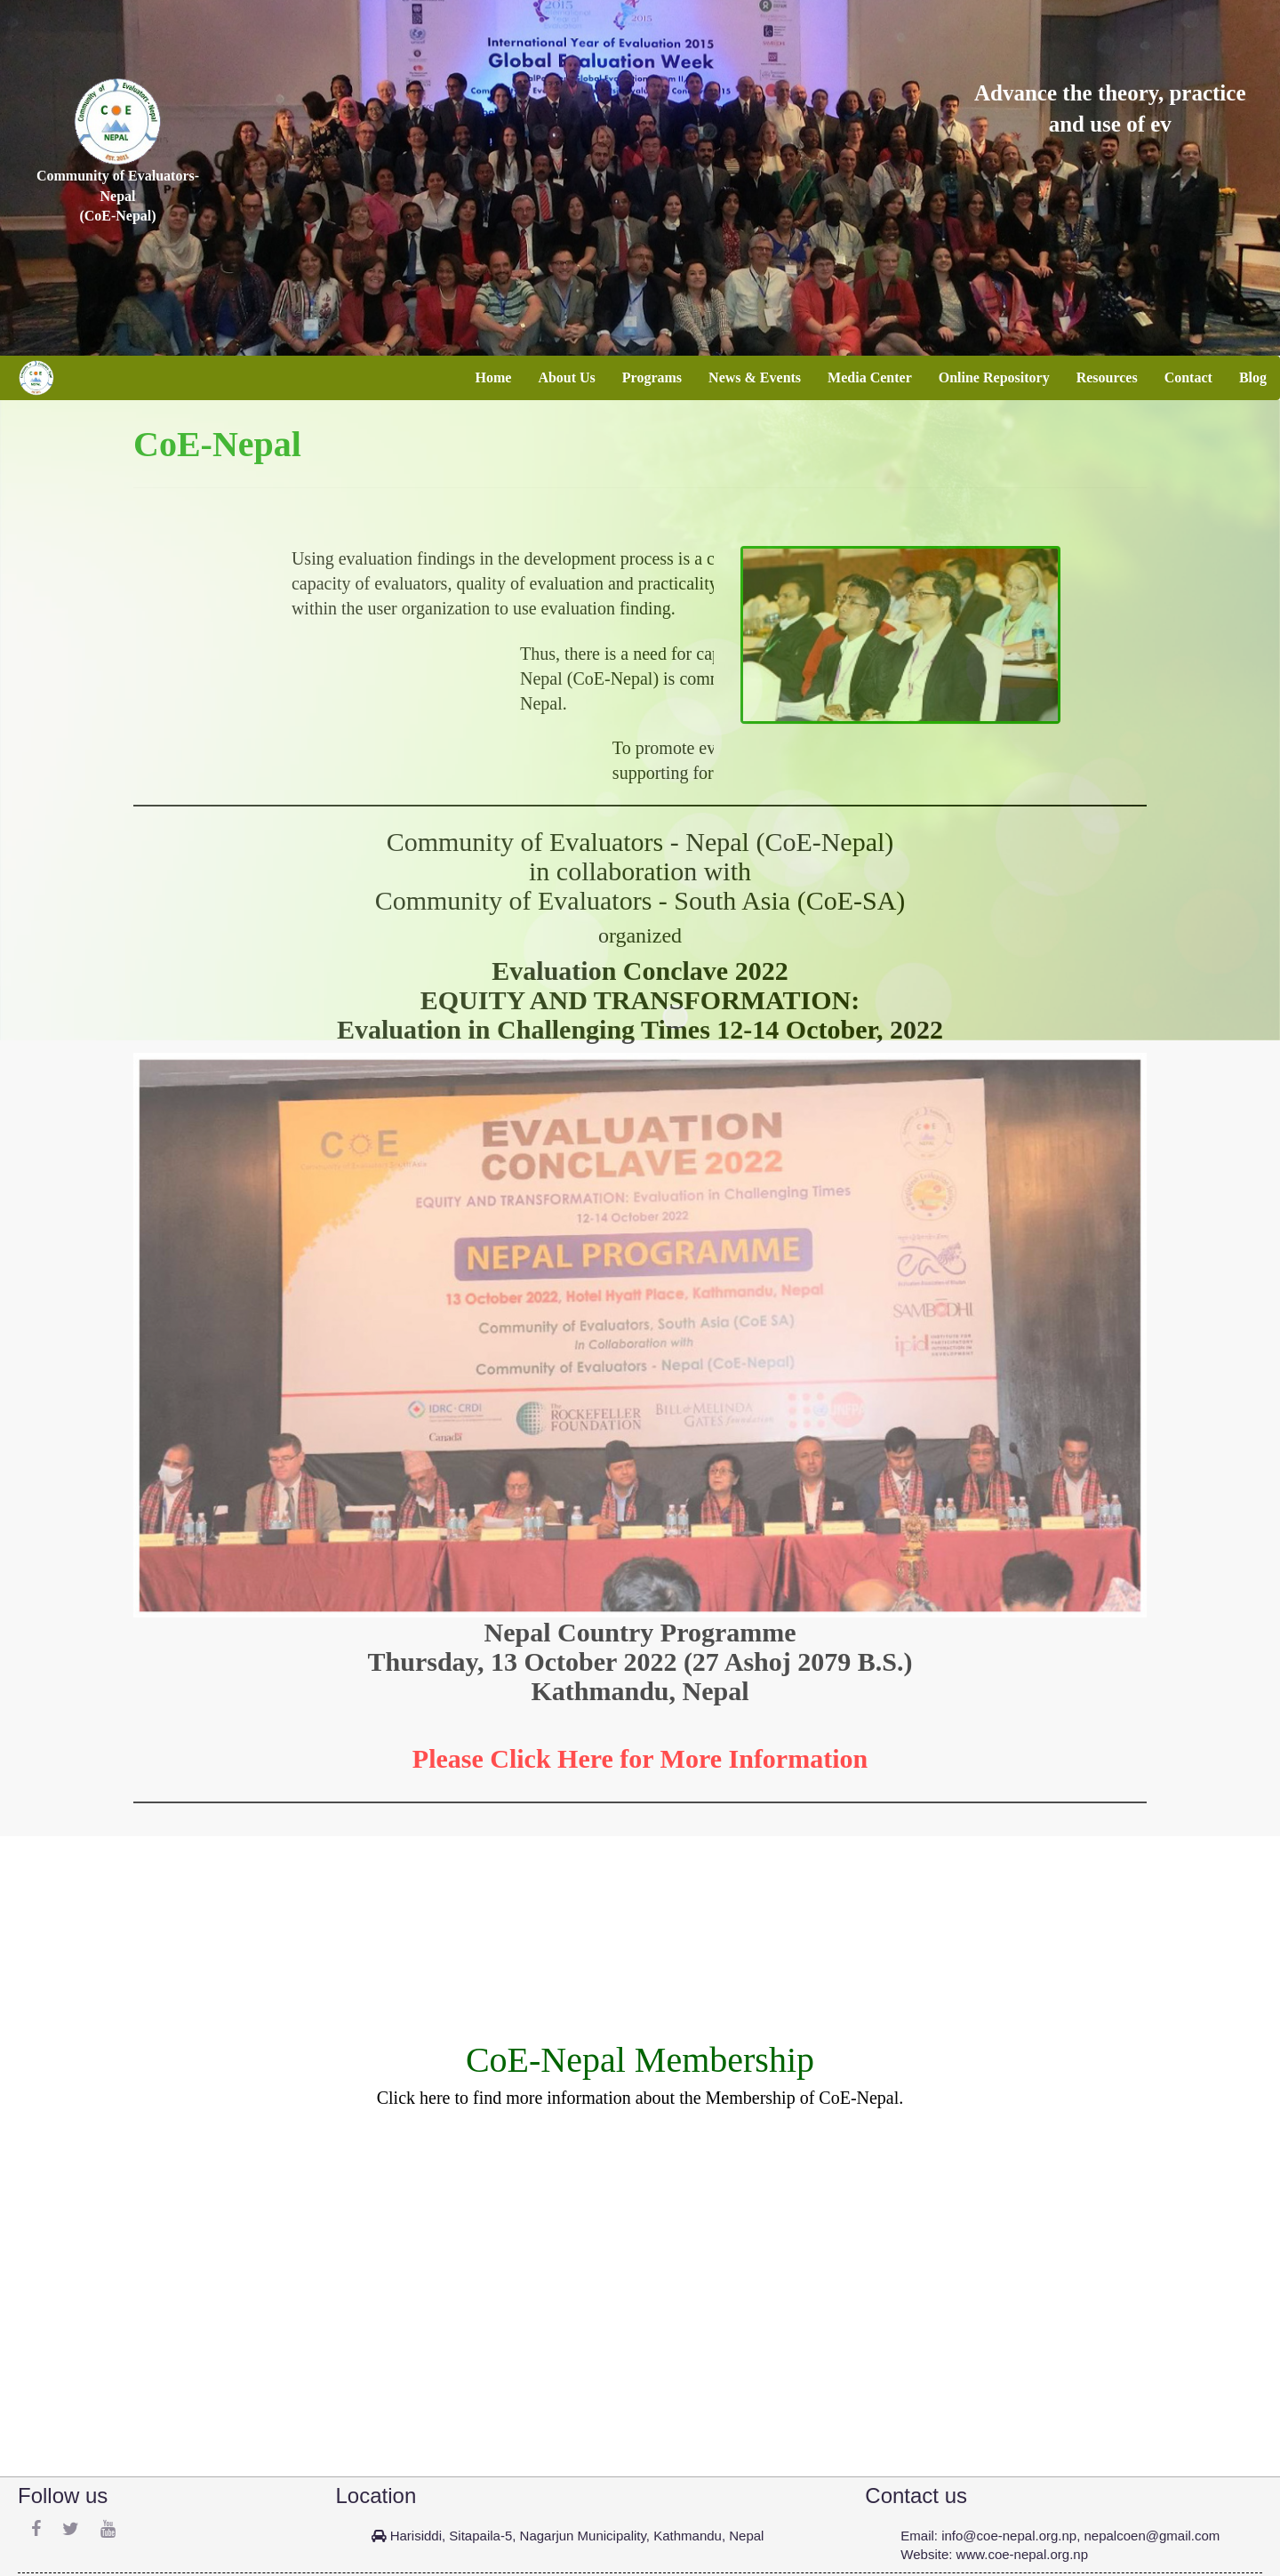 International Year of Evaluation 2015
Global Evaluation Week
COE
NEPAL
Community of Evaluators-
Nepal
(CoE-Nepal)
Advance the theory, practice
and use of ev
Home About Us Programs News & Events Media Center Online Repository Resources Contact Blog
CoE-Nepal
Using evaluation findings in the development process is a c
capacity of evaluators, quality of evaluation and practicality
within the user organization to use evaluation finding.
Thus, there is a need for cap
Nepal (CoE-Nepal) is comm
Nepal.
To promote ev
supporting for
Community of Evaluators - Nepal (CoE-Nepal)
in collaboration with
Community of Evaluators - South Asia (CoE-SA)
organized
Evaluation Conclave 2022
EQUITY AND TRANSFORMATION:
Evaluation in Challenging Times 12-14 October, 2022
COE
EVALUATION
CONCLAVE 2022
EQUITY AND TRANSFORMATION: Evaluation in Challenging Times
12-14 October 2022
NEPAL PROGRAMME
13 October 2022, Hotel Hyatt Place, Kathmandu, Nepal
Community of Evaluators, South Asia (CoE SA)
In Collaboration with
Community of Evaluators - Nepal (CoE-Nepal)
SAMBODHI
ipid
IDRC · CRDI
Canada
The ROCKEFELLER FOUNDATION
BILL & MELINDA GATES foundation
UNFPA
Nepal Country Programme
Thursday, 13 October 2022 (27 Ashoj 2079 B.S.)
Kathmandu, Nepal
Please Click Here for More Information
CoE-Nepal Membership
Click here to find more information about the Membership of CoE-Nepal.
Follow us
Location
Harisiddi, Sitapaila-5, Nagarjun Municipality, Kathmandu, Nepal
Contact us
Email: info@coe-nepal.org.np, nepalcoen@gmail.com
Website: www.coe-nepal.org.np